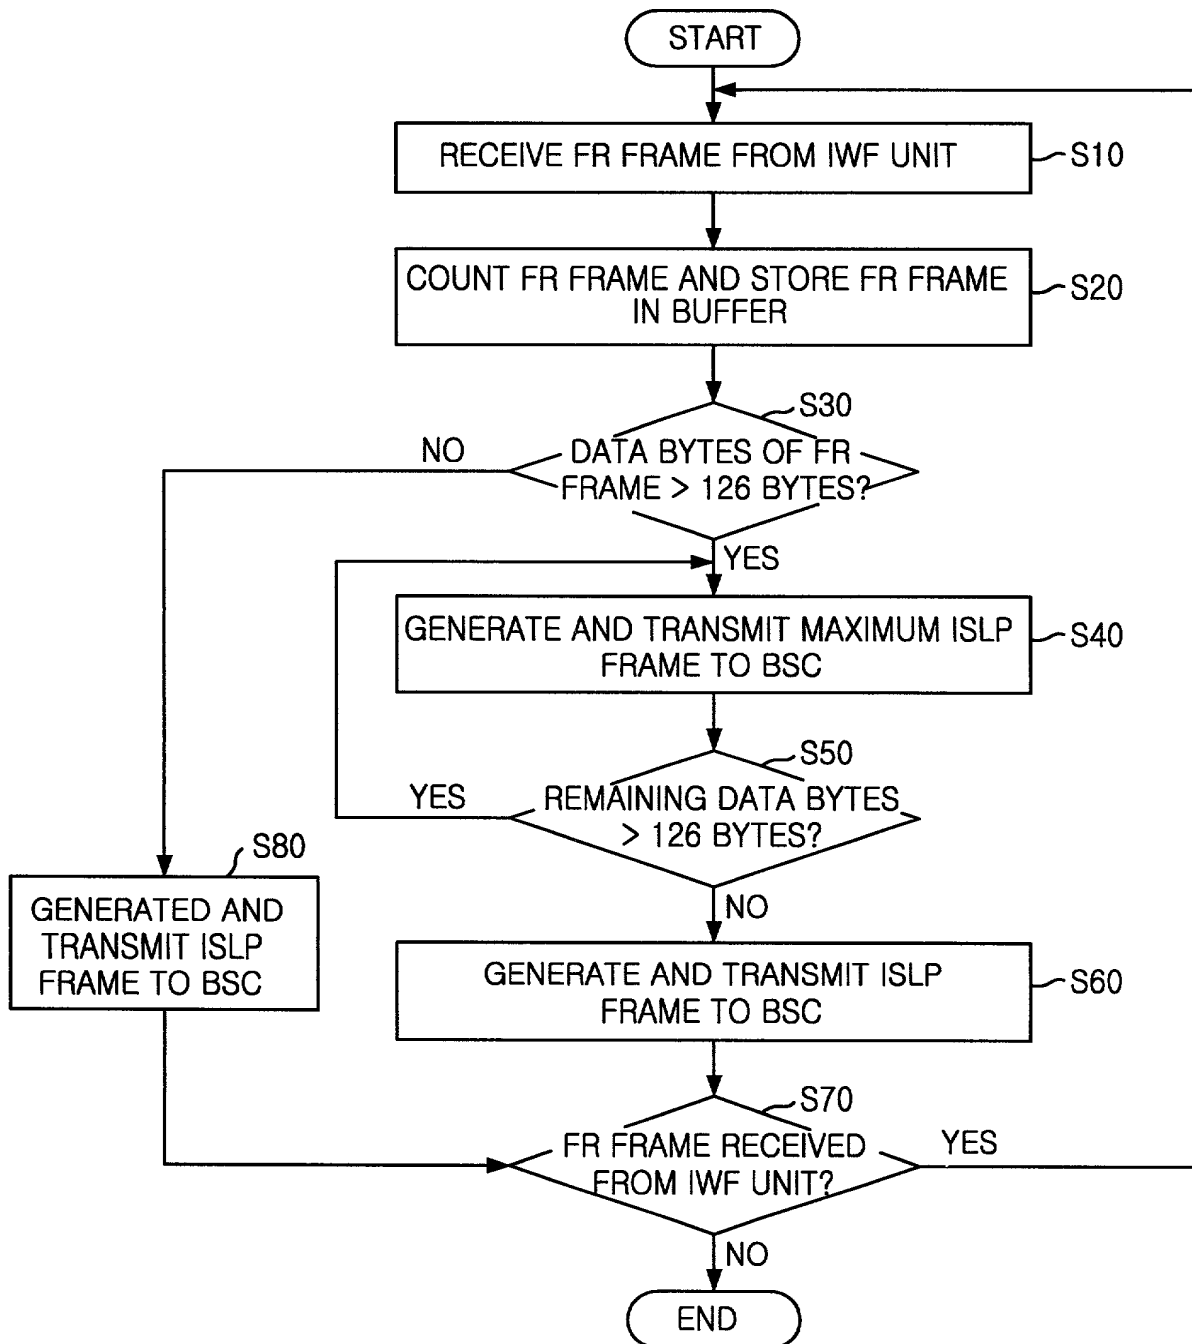 START
RECEIVE FR FRAME FROM IWF UNIT
S10
COUNT FR FRAME AND STORE FR FRAME
IN BUFFER
S20
S30
DATA BYTES OF FR
FRAME > 126 BYTES?
NO
YES
GENERATE AND TRANSMIT MAXIMUM ISLP
FRAME TO BSC
S40
S50
REMAINING DATA BYTES
> 126 BYTES?
YES
NO
S80
GENERATED AND
TRANSMIT ISLP
FRAME TO BSC
GENERATE AND TRANSMIT ISLP
FRAME TO BSC
S60
S70
FR FRAME RECEIVED
FROM IWF UNIT?
YES
NO
END